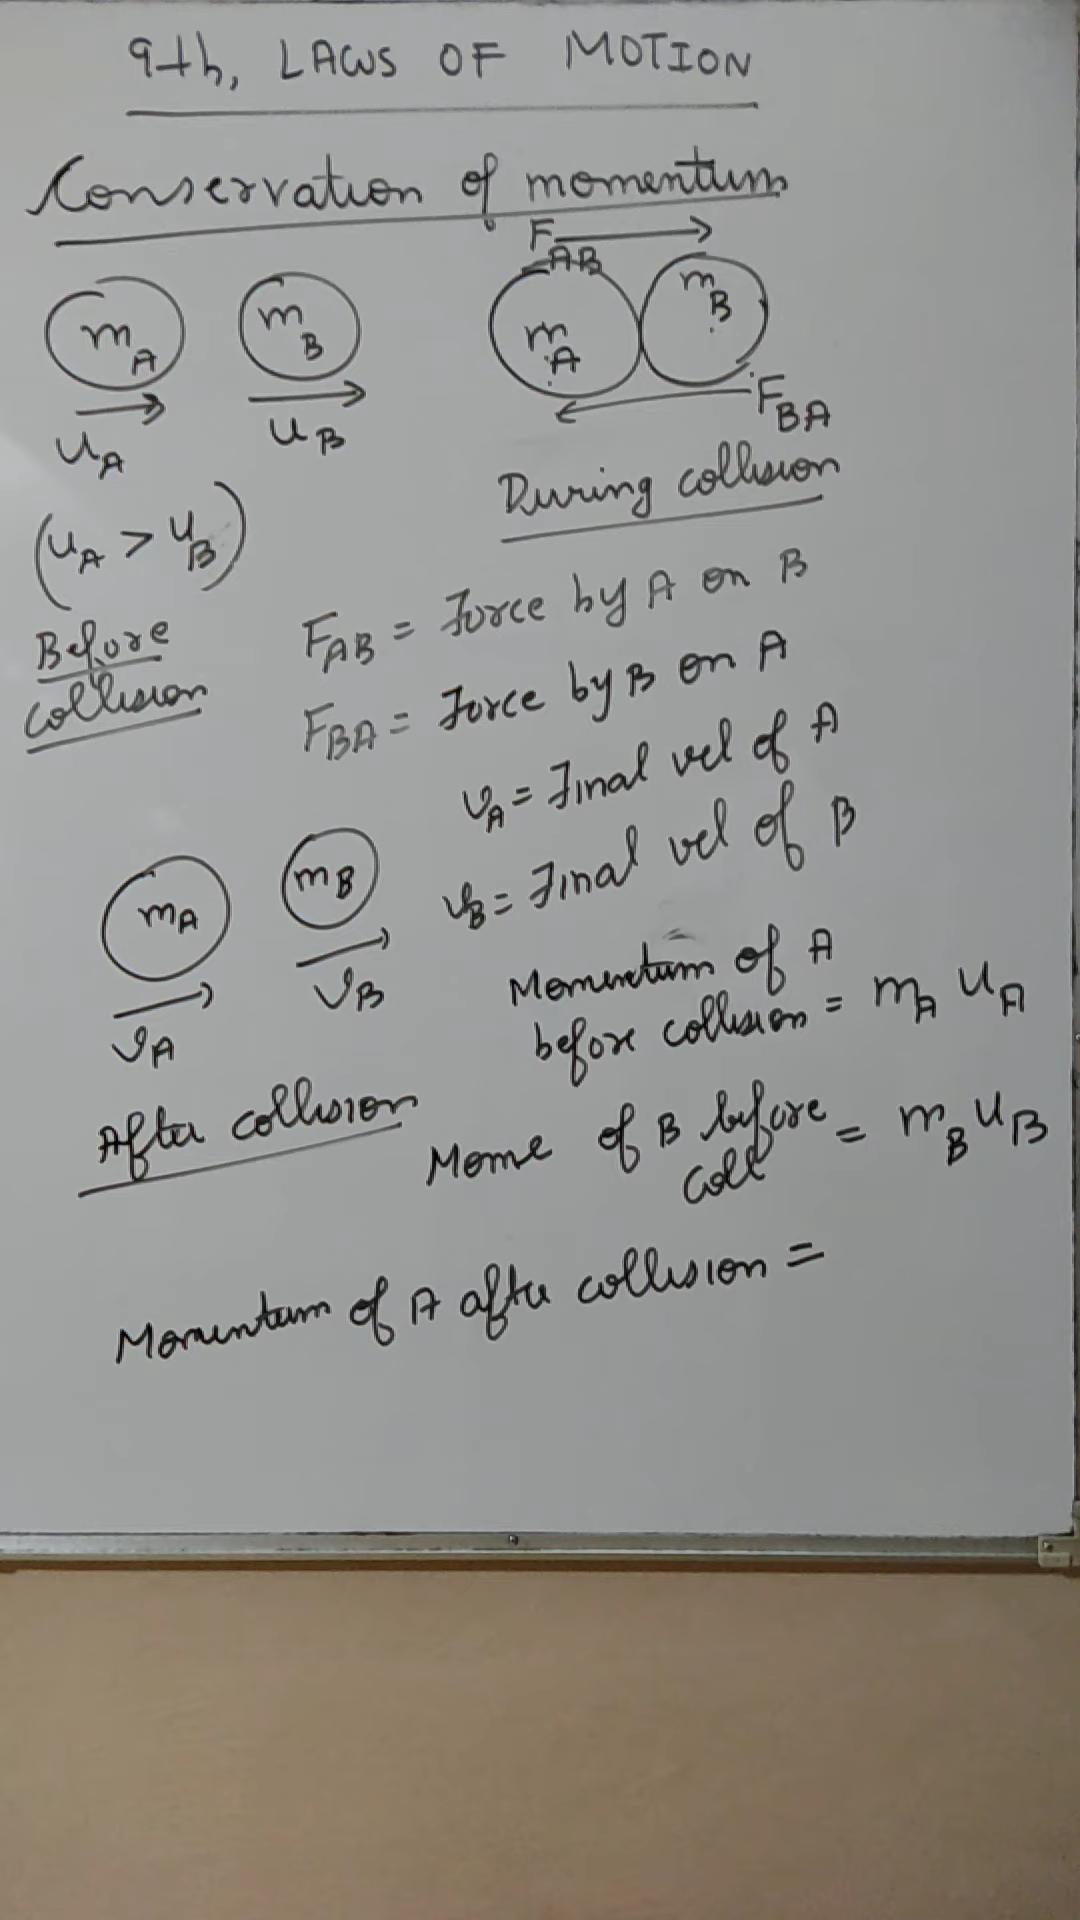 9th, LAWS OF MOTION
Conservation of momentum
m_A m_B
u_A u_B
(u_A > u_B)
Before
collision
F_AB
m_A m_B
F_BA
During collision
F_AB = Force by A on B
F_BA = Force by B on A
v_A = Final vel of A
v_B = Final vel of B
m_A m_B
v_A v_B
After collision
Momentum of A
before collision = m_A u_A
Mome of B before = m_B u_B
coll
Momentum of A after collision =